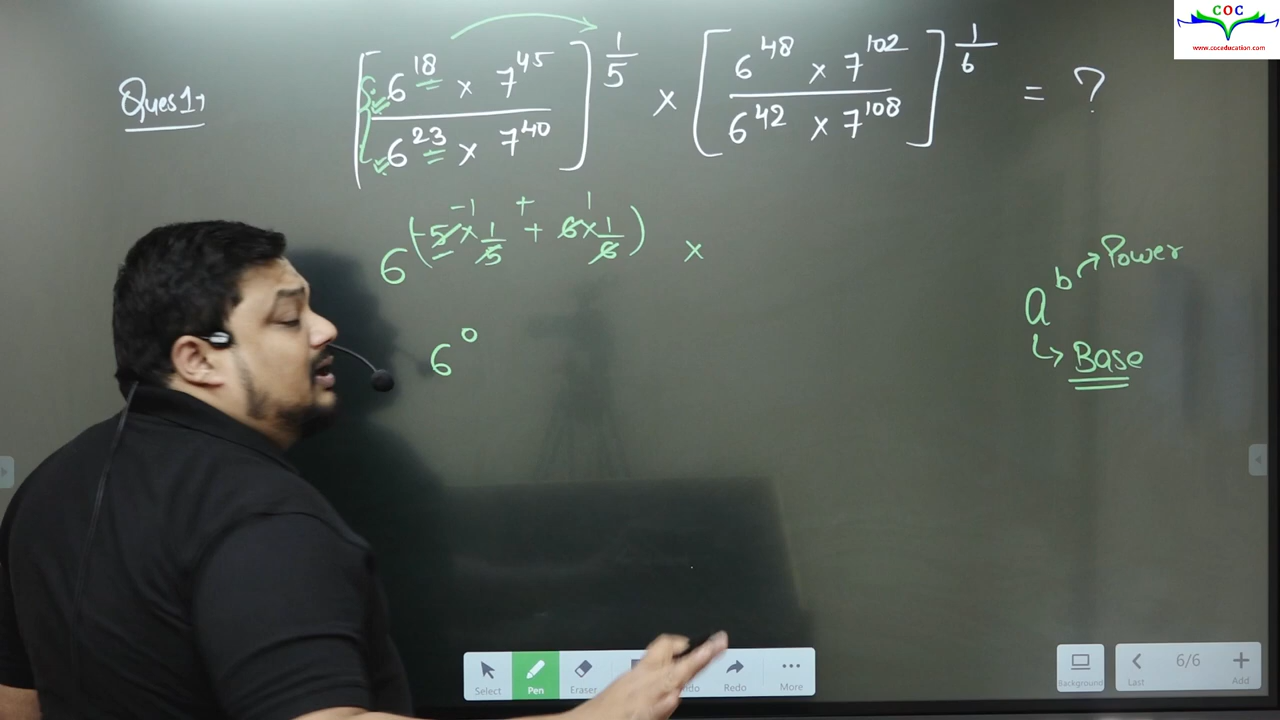 COC
www.coceducation.com
Ques1→ [6^18 × 7^45 / 6^23 × 7^40]^1/5 × [6^48 × 7^102 / 6^42 × 7^108]^1/6 = ?
-1 + 1
6^(-5×1/5 + 6×1/6) ×
6^0
a^b → Power
↳ Base
Select Pen Eraser Redo More
Background Last 6/6 Add